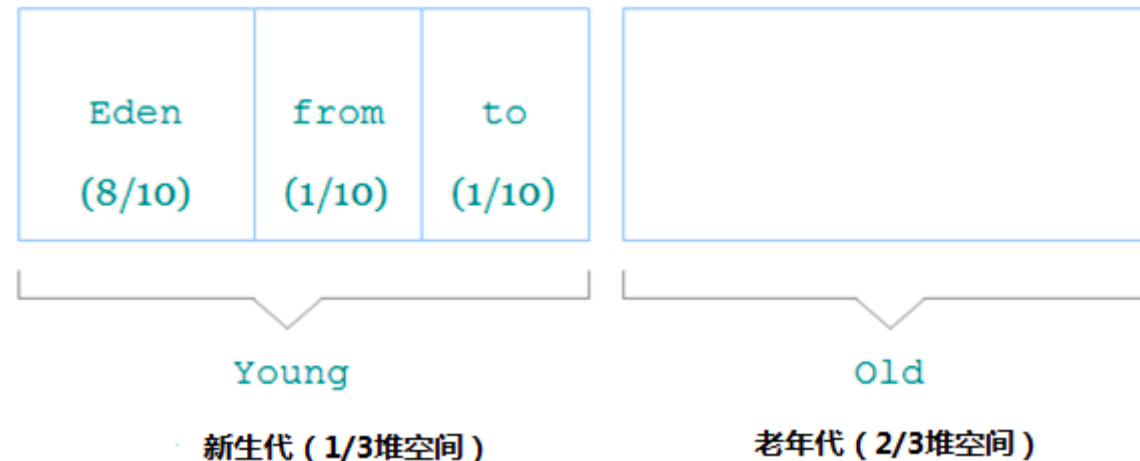 Eden from to
(8/10) (1/10) (1/10)
Young Old
新生代（1/3堆空间） 老年代（2/3堆空间）